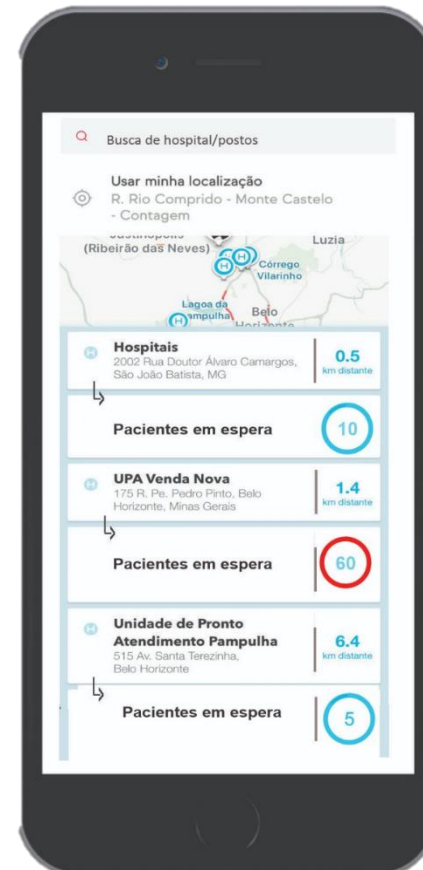 Busca de hospital/postos
Usar minha localização
R. Rio Comprido - Monte Castelo
- Contagem
(Ribeirão das Neves)
Luzia
Córrego
Vilarinho
Lagoa da
Pampulha
Belo
Horizonte
Hospitais
2002 Rua Doutor Álvaro Camargos,
São João Batista, MG
0.5
km distante
Pacientes em espera
10
UPA Venda Nova
175 R. Pe. Pedro Pinto, Belo
Horizonte, Minas Gerais
1.4
km distante
Pacientes em espera
60
Unidade de Pronto
Atendimento Pampulha
515 Av. Santa Terezinha,
Belo Horizonte
6.4
km distante
Pacientes em espera
5